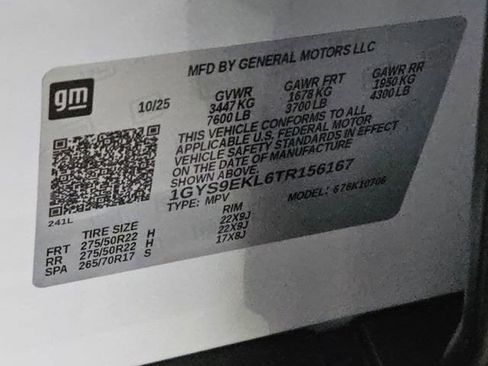 gm
MFD BY GENERAL MOTORS LLC
10/25 GVWR GAWR FRT GAWR RR
3447 KG 1678 KG 1950 KG
7600 LB 3700 LB 4300 LB
THIS VEHICLE CONFORMS TO ALL
APPLICABLE U.S. FEDERAL MOTOR
VEHICLE SAFETY STANDARDS IN EFFECT
ON THE DATE OF MANUFACTURE
SHOWN ABOVE.
1GYS9EKL6TR156167
TYPE: MPV MODEL: 6T6K10706
241L
TIRE SIZE RIM
FRT 275/50R22 H 22X9J
RR 275/50R22 H 22X9J
SPA 265/70R17 S 17X8J